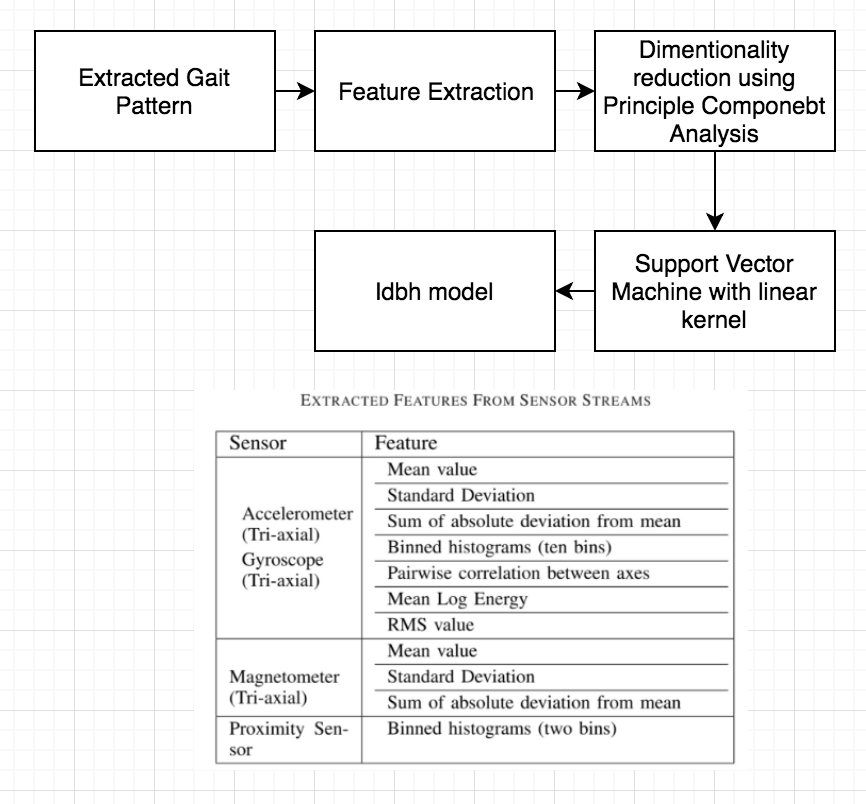 Extracted Gait
Pattern
Feature Extraction
Dimentionality
reduction using
Principle Componebt
Analysis
Support Vector
Machine with linear
kernel
Idbh model
EXTRACTED FEATURES FROM SENSOR STREAMS
Sensor
Feature
Accelerometer
(Tri-axial)
Gyroscope
(Tri-axial)
Mean value
Standard Deviation
Sum of absolute deviation from mean
Binned histograms (ten bins)
Pairwise correlation between axes
Mean Log Energy
RMS value
Magnetometer
(Tri-axial)
Mean value
Standard Deviation
Sum of absolute deviation from mean
Proximity Sen-
sor
Binned histograms (two bins)